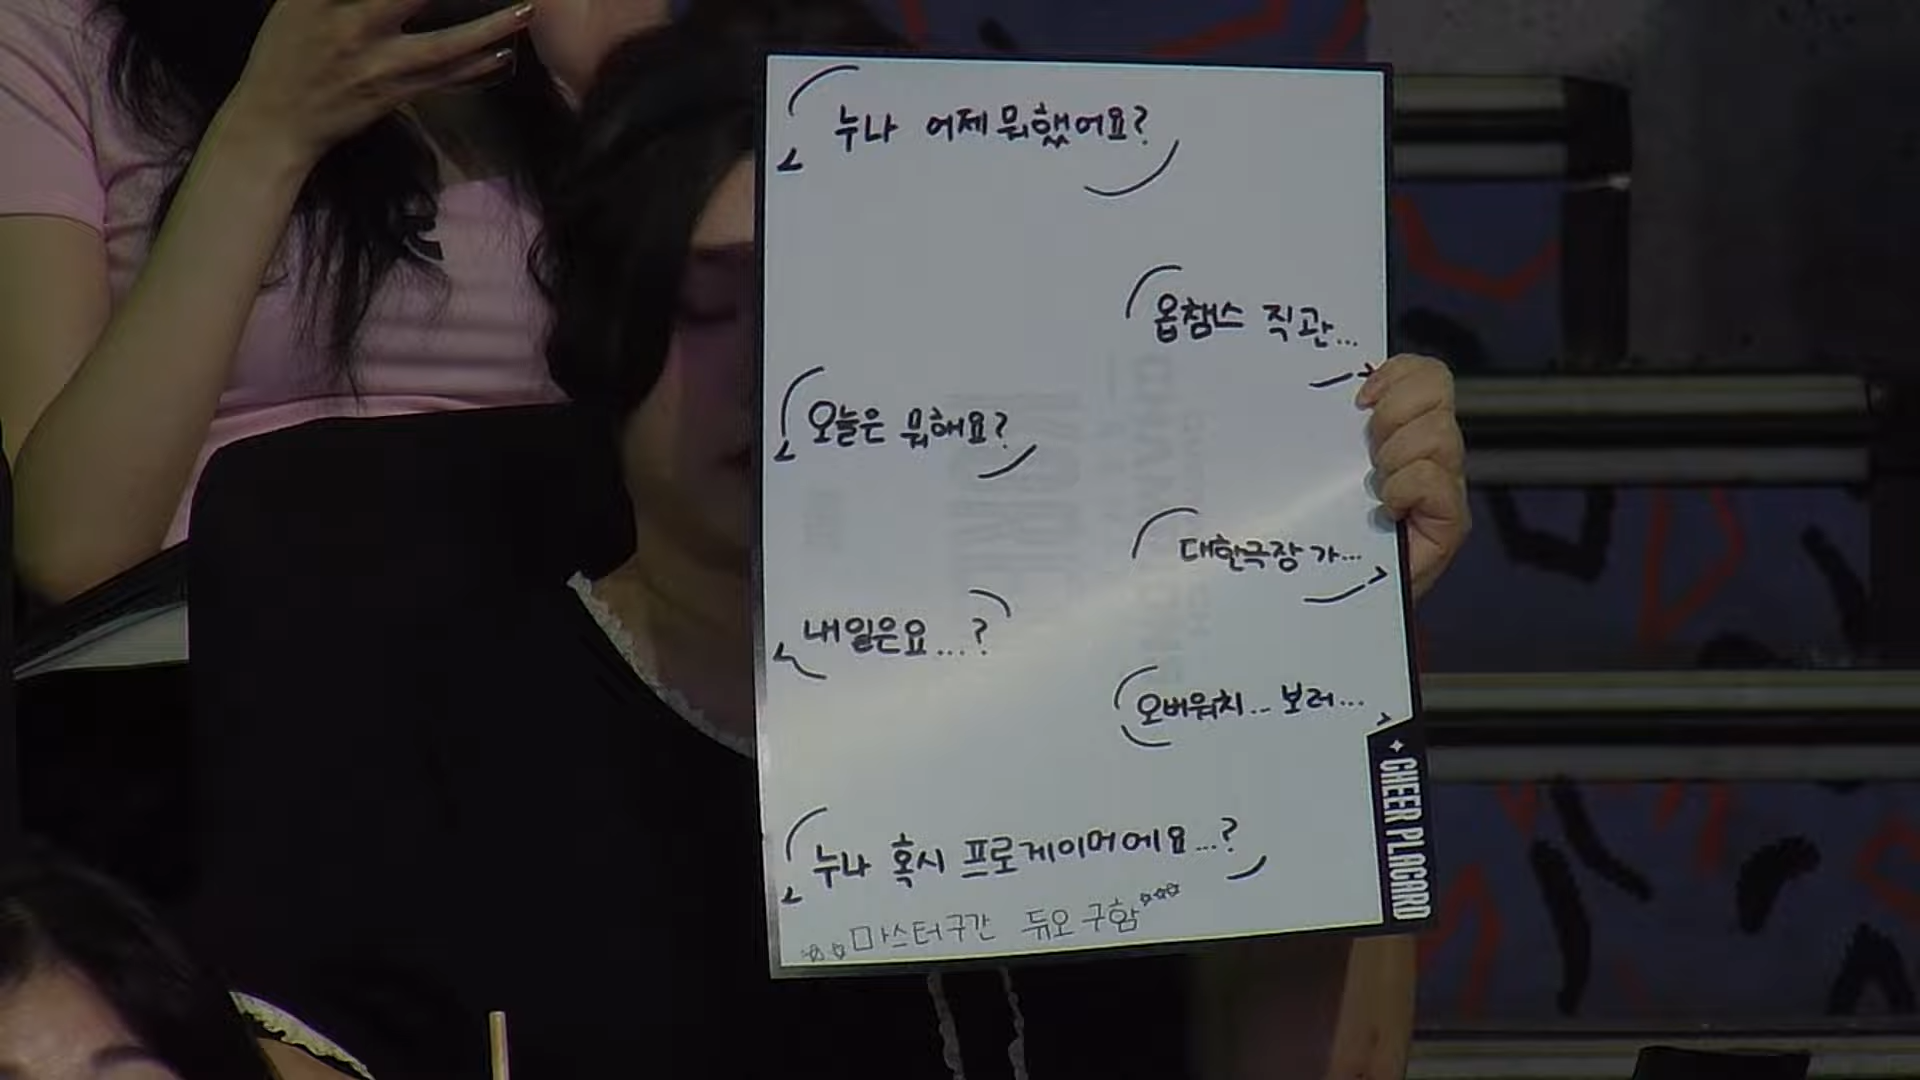 누나 어제 뭐했어요?
옵챔스 직관...
오늘은 뭐해요?
대한극장 가...
내일은요...?
오버워치... 보러...
누나 혹시 프로게이머에요...?
마스터구간 듀오 구함
CHEER PLACARD